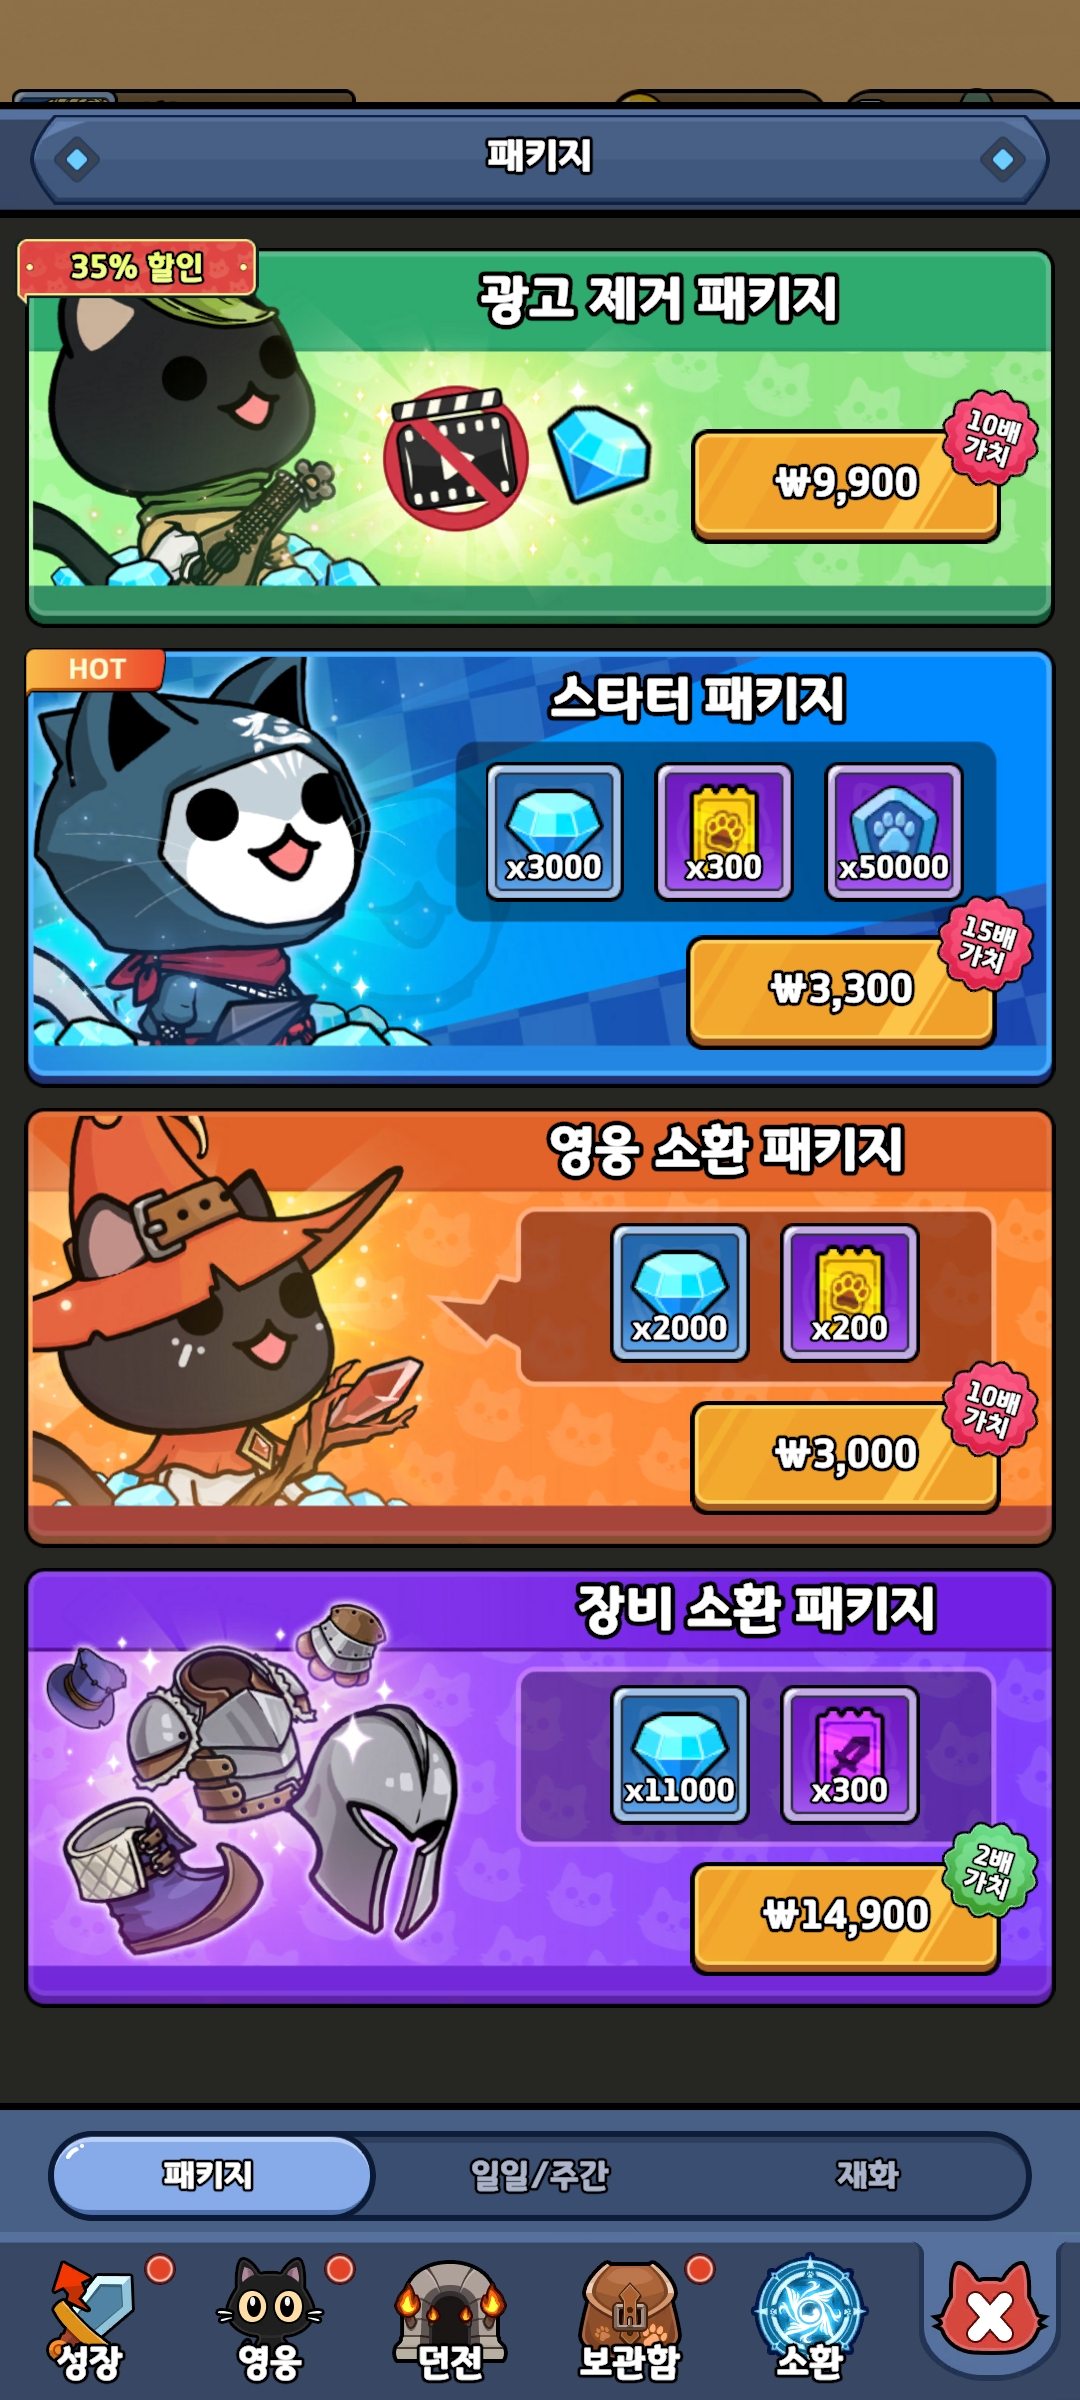 패키지
35% 할인
광고 제거 패키지
10배
가치
₩9,900
HOT
스타터 패키지
x3000
x300
x50000
15배
가치
₩3,300
영웅 소환 패키지
x2000
x200
10배
가치
₩3,000
장비 소환 패키지
x11000
x300
2배
가치
₩14,900
패키지
일일/주간
재화
성장
영웅
던전
보관함
소환